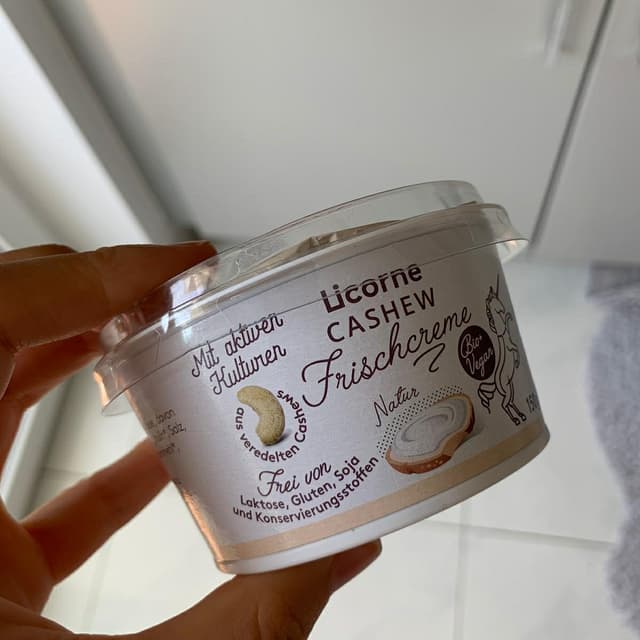 Licorne
CASHEW
Frischcreme
Natur
Bio-
Vegan
Mit aktiven
Kulturen
aus veredelten Cashews
Frei von
Laktose, Gluten, Soja
und Konservierungsstoffen
Salz,